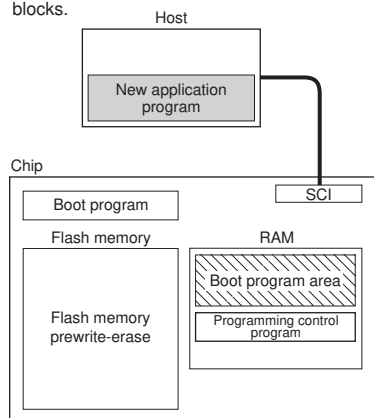 blocks.
Host
New application
program
Chip
SCI
Boot program
Flash memory
RAM
Boot program area
Flash memory
prewrite-erase
Programming control
program